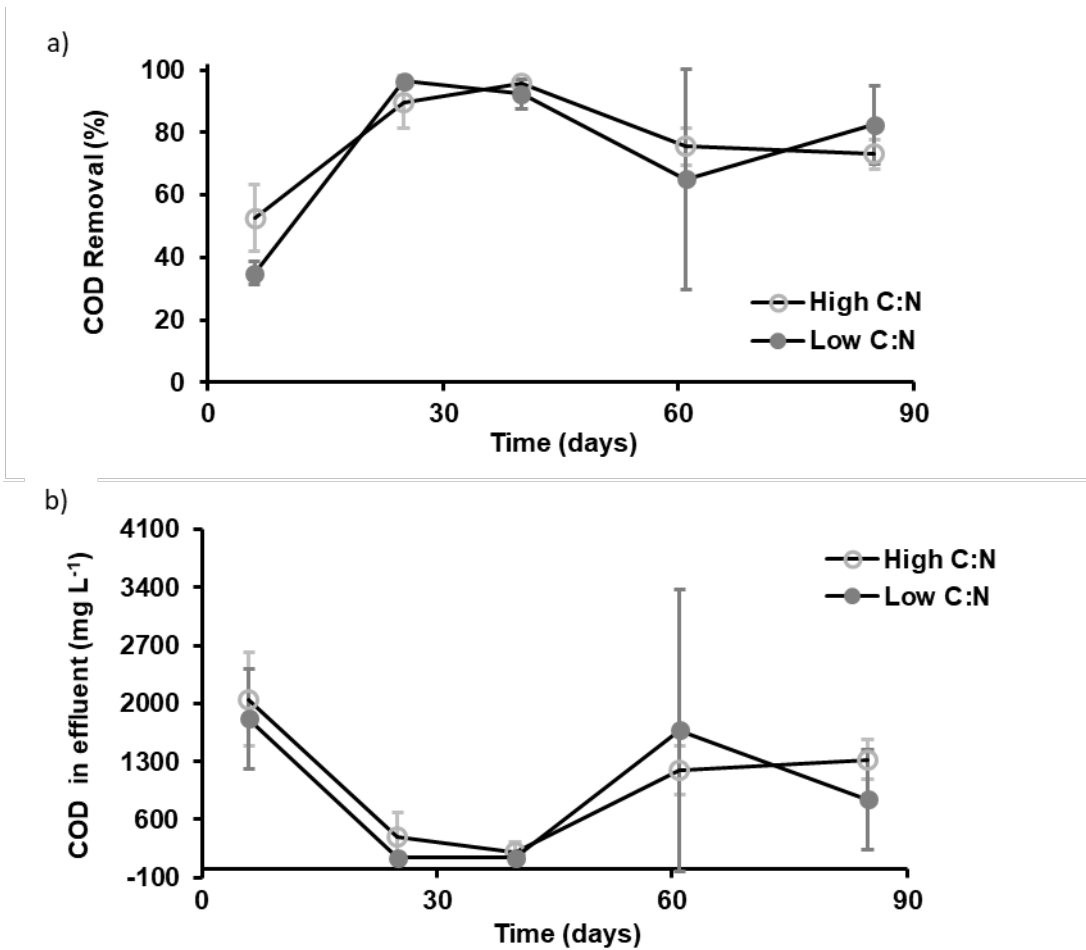 a)
100
80
60
40
20
0
COD Removal (%)
High C:N
Low C:N
0 30 60 90
Time (days)
b)
4100
3400
2700
2000
1300
600
-100
COD in effluent (mg L⁻¹)
High C:N
Low C:N
0 30 60 90
Time (days)